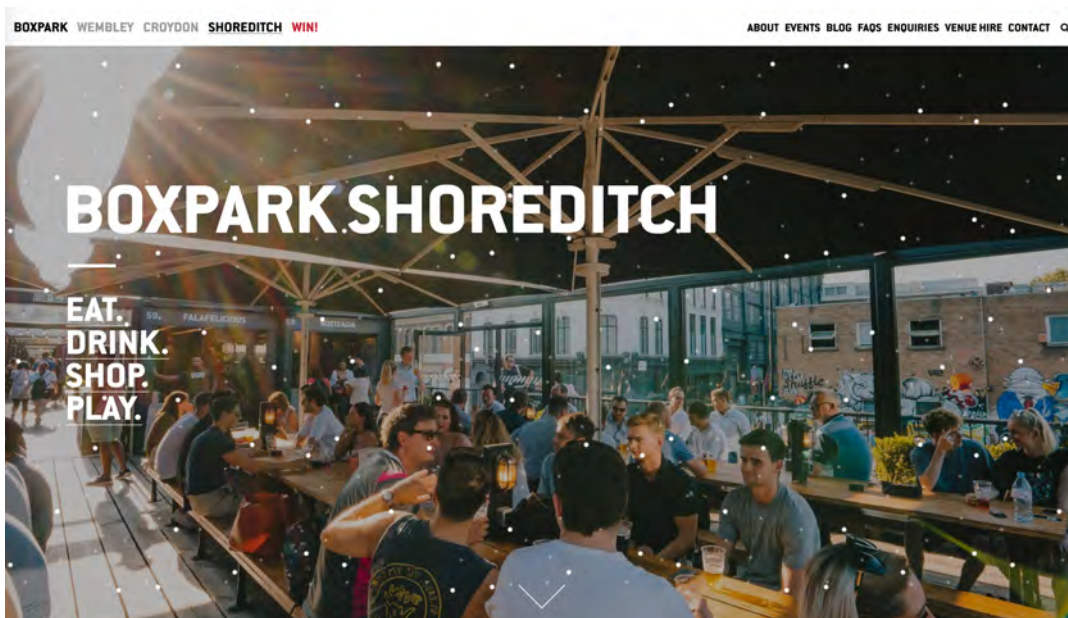 BOXPARK WEMBLEY CROYDON SHOREDITCH WIN!
ABOUT EVENTS BLOG FAQS ENQUIRIES VENUE HIRE CONTACT
BOXPARK SHOREDITCH
EAT.
DRINK.
SHOP.
PLAY.
FALAFELICIOUS